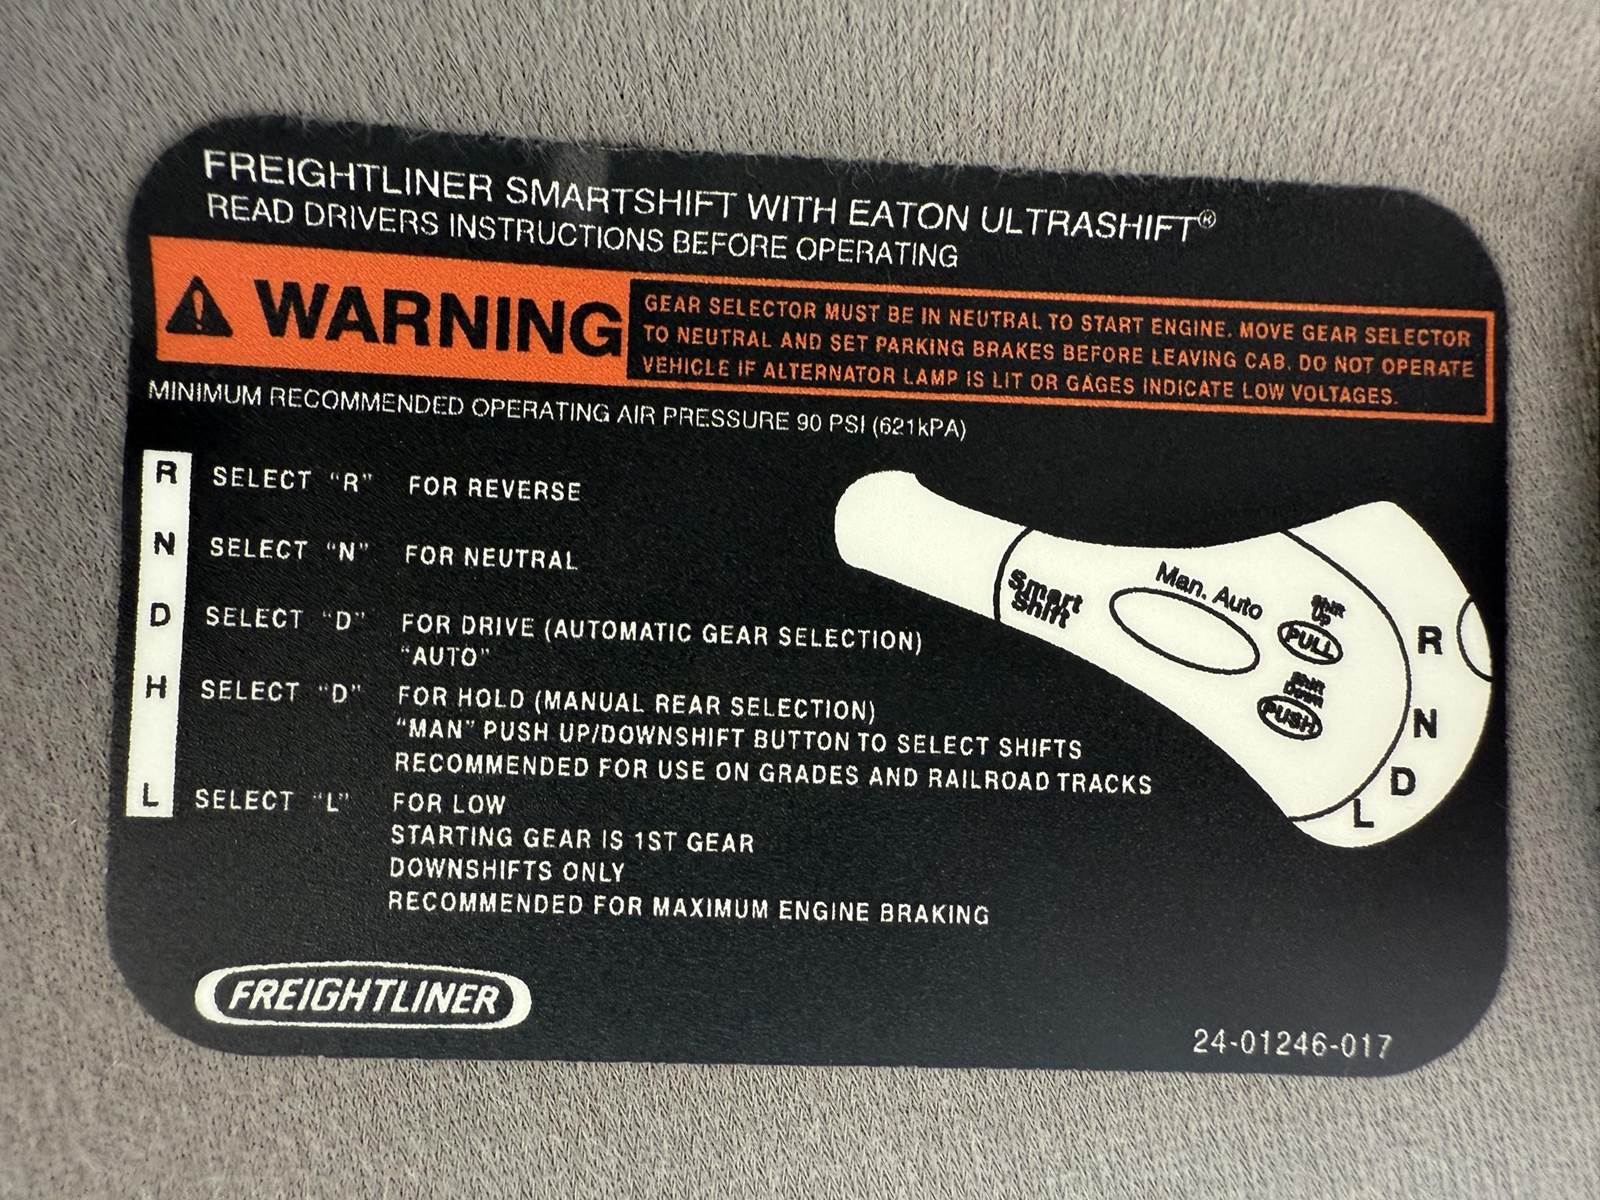 FREIGHTLINER SMARTSHIFT WITH EATON ULTRASHIFT®
READ DRIVERS INSTRUCTIONS BEFORE OPERATING
WARNING
GEAR SELECTOR MUST BE IN NEUTRAL TO START ENGINE. MOVE GEAR SELECTOR
TO NEUTRAL AND SET PARKING BRAKES BEFORE LEAVING CAB. DO NOT OPERATE
VEHICLE IF ALTERNATOR LAMP IS LIT OR GAGES INDICATE LOW VOLTAGES.
MINIMUM RECOMMENDED OPERATING AIR PRESSURE 90 PSI (621kPA)
R SELECT "R" FOR REVERSE
N SELECT "N" FOR NEUTRAL
D SELECT "D" FOR DRIVE (AUTOMATIC GEAR SELECTION)
"AUTO"
H SELECT "D" FOR HOLD (MANUAL REAR SELECTION)
"MAN" PUSH UP/DOWNSHIFT BUTTON TO SELECT SHIFTS
RECOMMENDED FOR USE ON GRADES AND RAILROAD TRACKS
L SELECT "L" FOR LOW
STARTING GEAR IS 1ST GEAR
DOWNSHIFTS ONLY
RECOMMENDED FOR MAXIMUM ENGINE BRAKING
Smart
Shift
Man. Auto
Shift
Up
PULL
Shift
Down
PUSH
R
N
D
L
FREIGHTLINER
24-01246-017